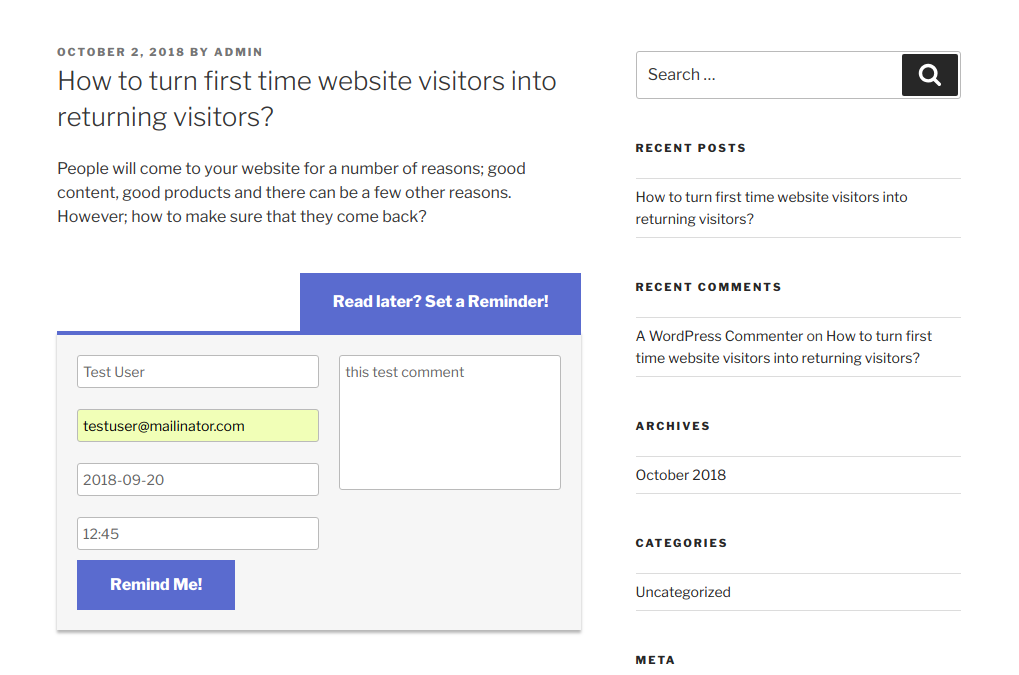 OCTOBER 2, 2018 BY ADMIN
How to turn first time website visitors into
returning visitors?
People will come to your website for a number of reasons; good
content, good products and there can be a few other reasons.
However; how to make sure that they come back?
Read later? Set a Reminder!
Test User
testuser@mailinator.com
2018-09-20
12:45
this test comment
Remind Me!
Search …
RECENT POSTS
How to turn first time website visitors into
returning visitors?
RECENT COMMENTS
A WordPress Commenter on How to turn first
time website visitors into returning visitors?
ARCHIVES
October 2018
CATEGORIES
Uncategorized
META